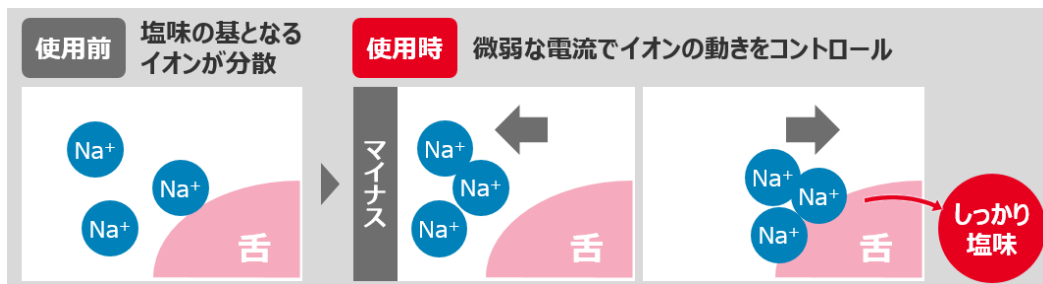 使用前
塩味の基となる
イオンが分散
使用時
微弱な電流でイオンの動きをコントロール
Na⁺
Na⁺
Na⁺
舌
マイナス
Na⁺
Na⁺
Na⁺
舌
Na⁺
Na⁺
Na⁺
舌
しっかり
塩味